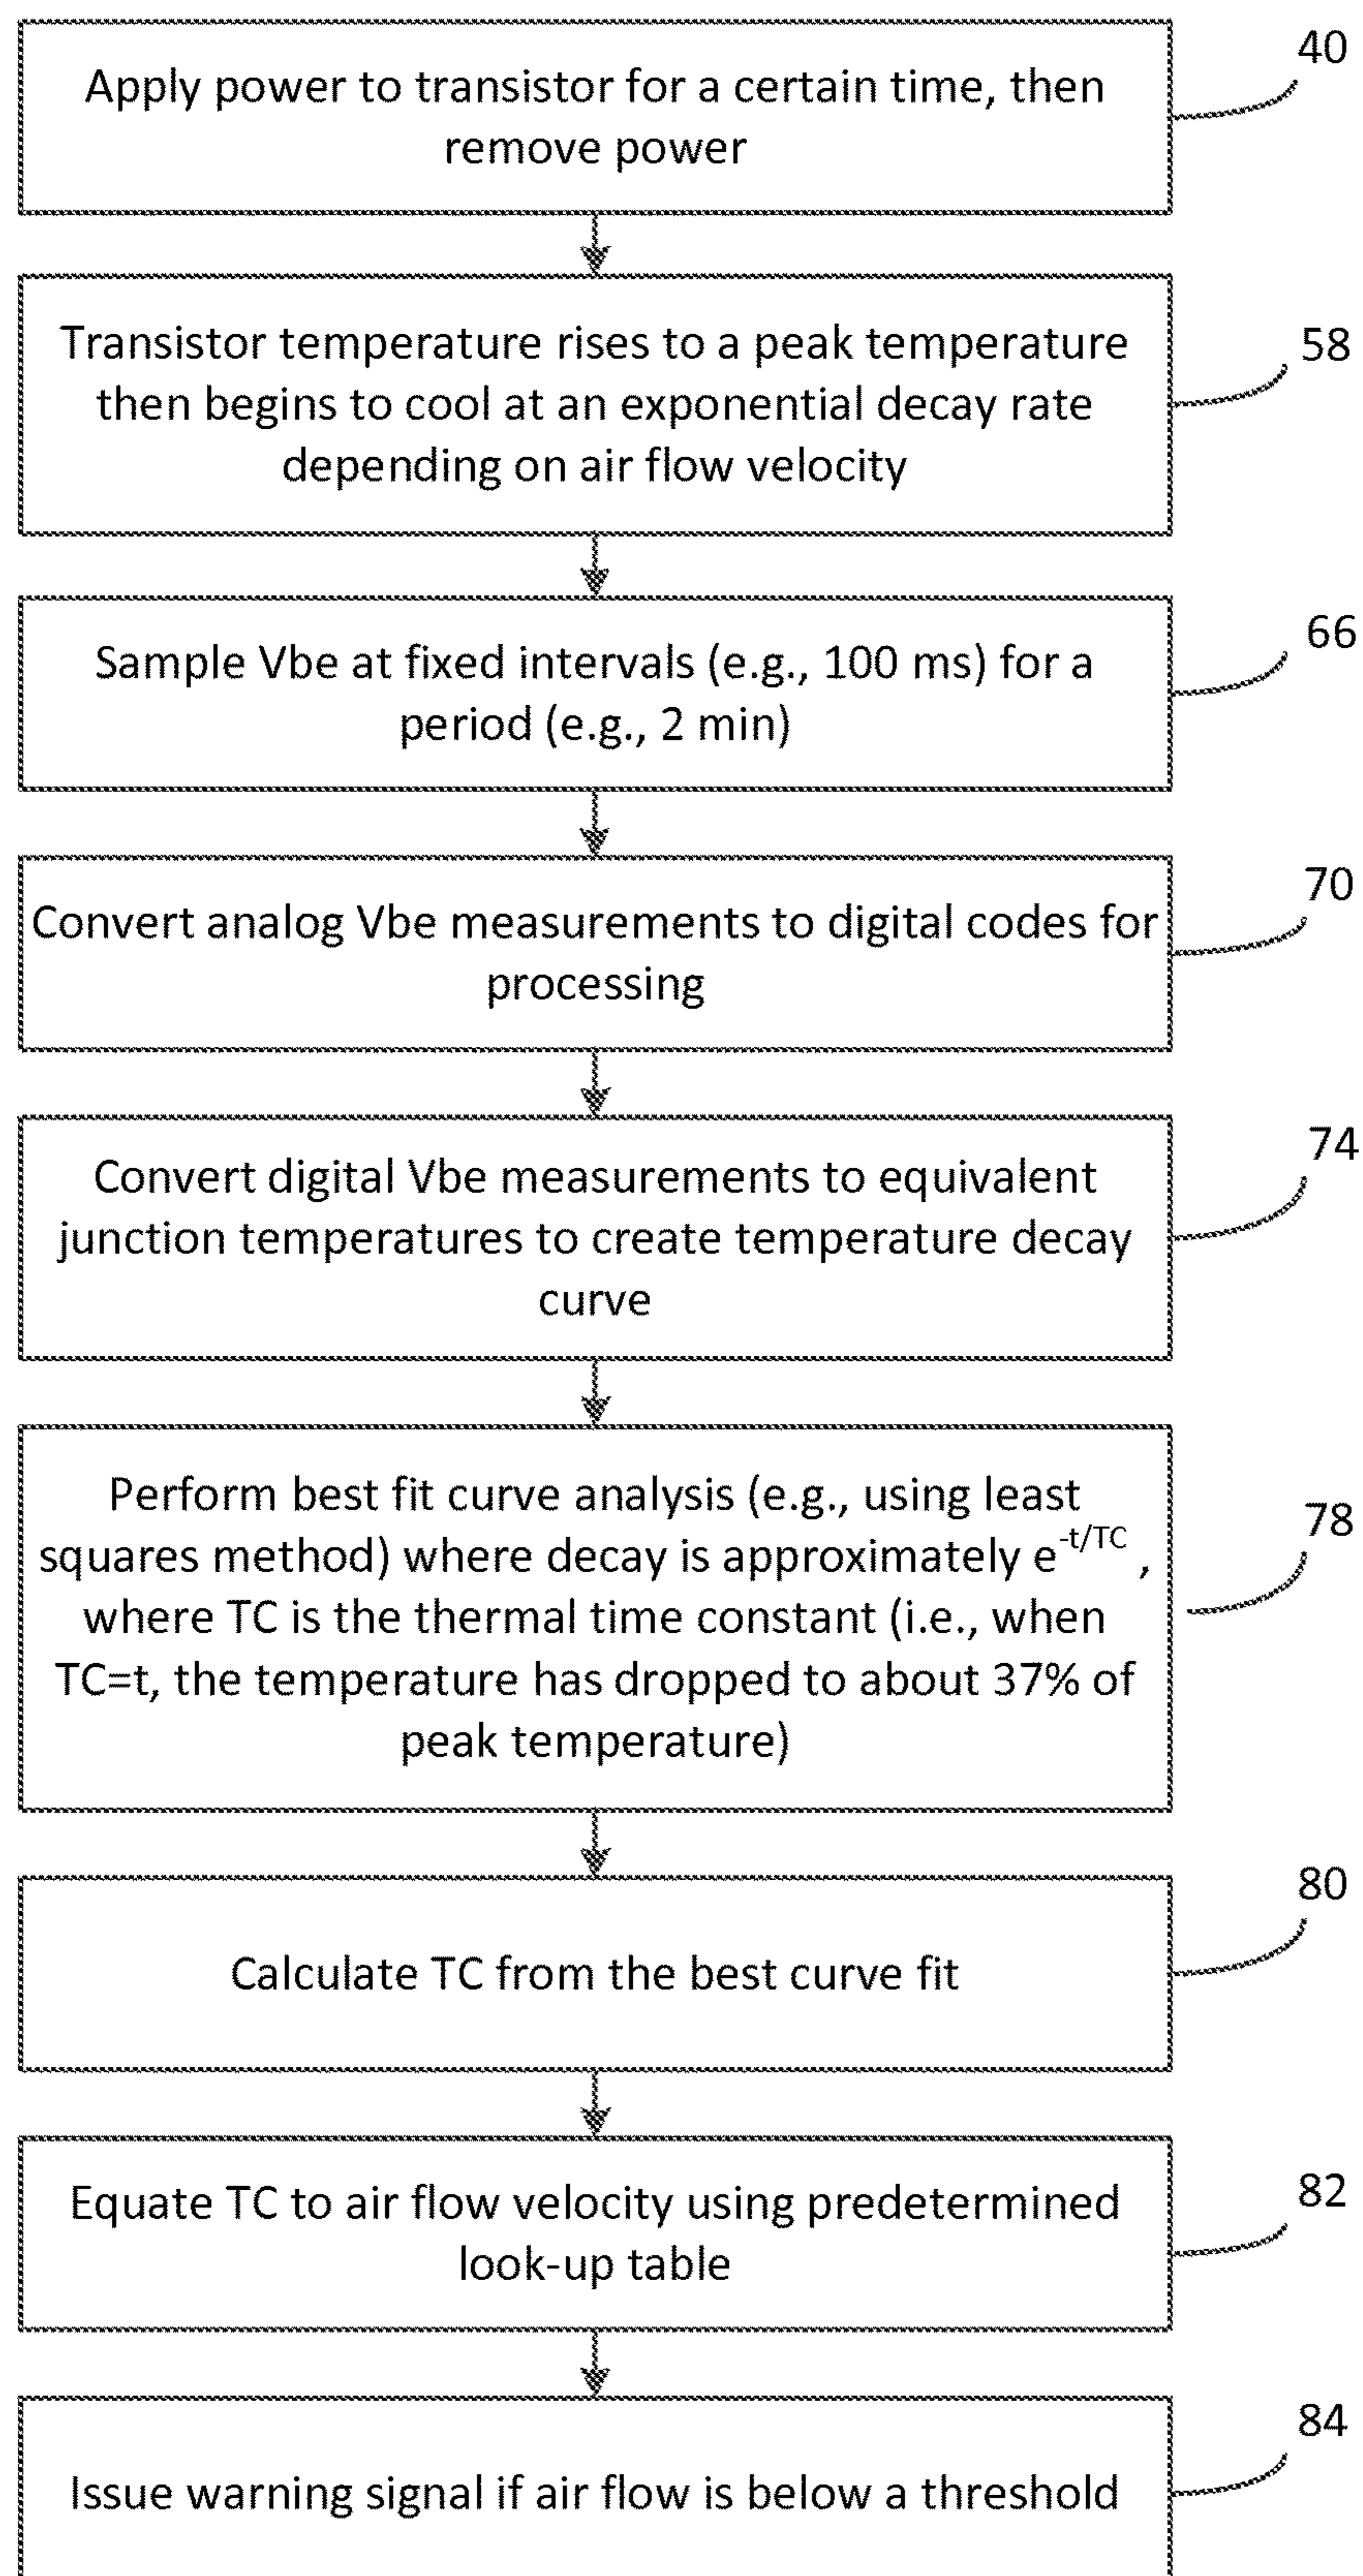 40
Apply power to transistor for a certain time, then
remove power
58
Transistor temperature rises to a peak temperature
then begins to cool at an exponential decay rate
depending on air flow velocity
66
Sample Vbe at fixed intervals (e.g., 100 ms) for a
period (e.g., 2 min)
70
Convert analog Vbe measurements to digital codes for
processing
74
Convert digital Vbe measurements to equivalent
junction temperatures to create temperature decay
curve
78
Perform best fit curve analysis (e.g., using least
squares method) where decay is approximately e^-t/TC ,
where TC is the thermal time constant (i.e., when
TC=t, the temperature has dropped to about 37% of
peak temperature)
80
Calculate TC from the best curve fit
82
Equate TC to air flow velocity using predetermined
look-up table
84
Issue warning signal if air flow is below a threshold